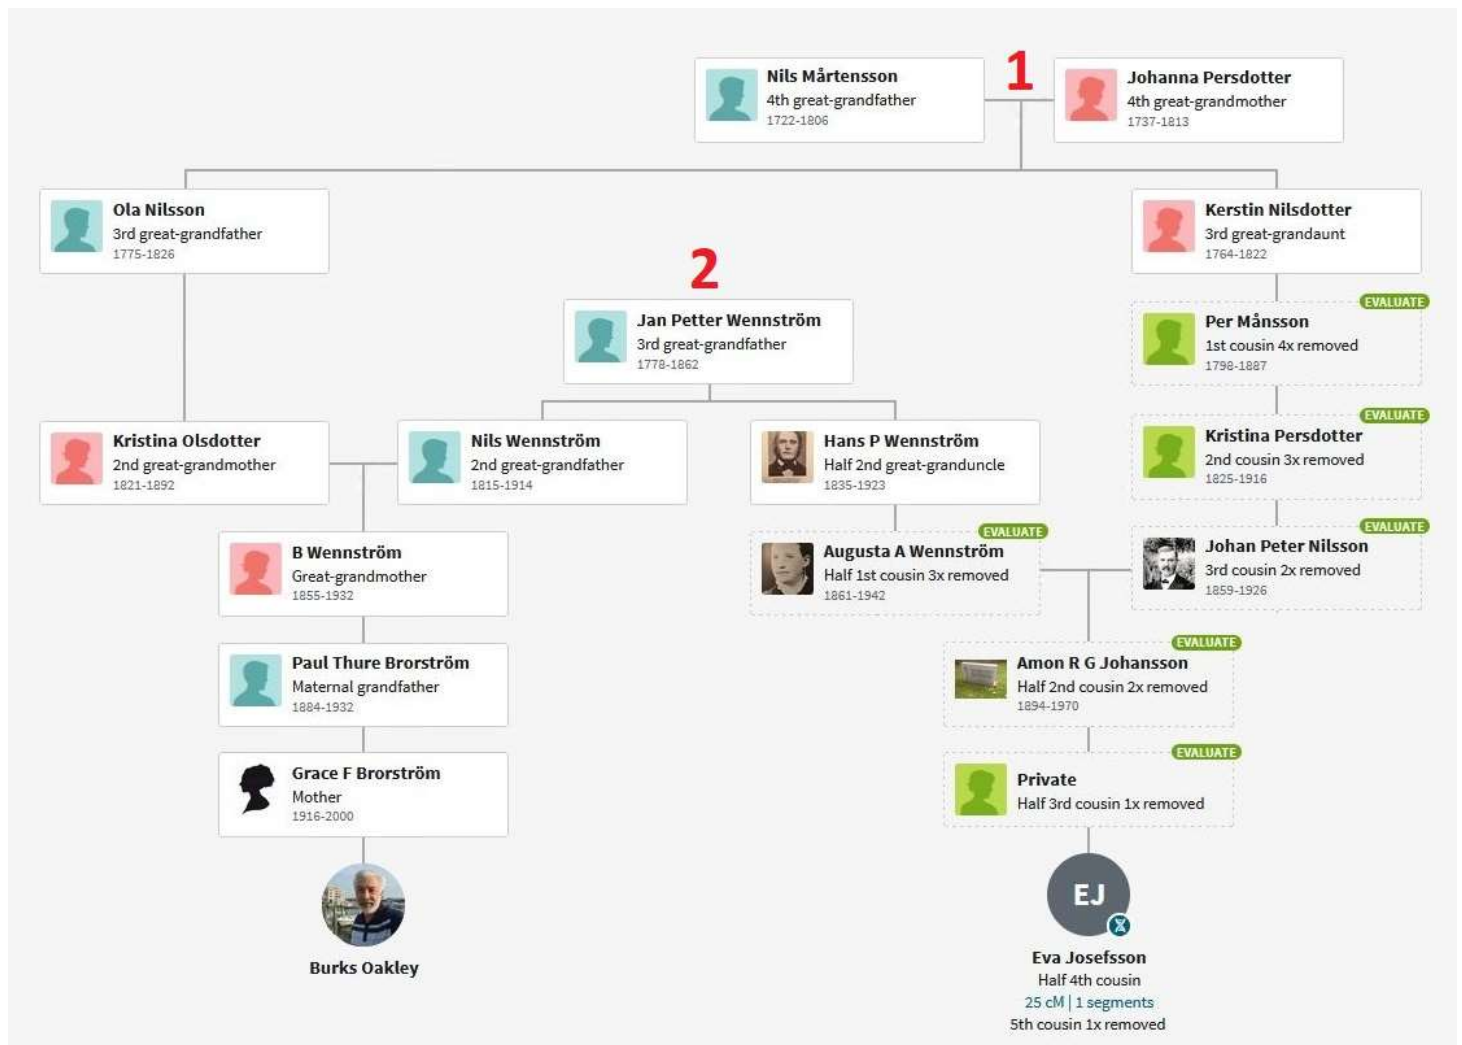 1
Nils Mårtensson
4th great-grandfather
1722-1806
Johanna Persdotter
4th great-grandmother
1737-1813
Ola Nilsson
3rd great-grandfather
1775-1826
Kerstin Nilsdotter
3rd great-grandaunt
1764-1822
2
Jan Petter Wennström
3rd great-grandfather
1778-1862
EVALUATE
Per Månsson
1st cousin 4x removed
1798-1887
Kristina Olsdotter
2nd great-grandmother
1821-1892
Nils Wennström
2nd great-grandfather
1815-1914
Hans P Wennström
Half 2nd great-granduncle
1835-1923
EVALUATE
Kristina Persdotter
2nd cousin 3x removed
1825-1916
B Wennström
Great-grandmother
1855-1932
EVALUATE
Augusta A Wennström
Half 1st cousin 3x removed
1861-1942
EVALUATE
Johan Peter Nilsson
3rd cousin 2x removed
1859-1926
Paul Thure Brorström
Maternal grandfather
1884-1932
EVALUATE
Amon R G Johansson
Half 2nd cousin 2x removed
1894-1970
Grace F Brorström
Mother
1916-2000
EVALUATE
Private
Half 3rd cousin 1x removed
Burks Oakley
EJ
Eva Josefsson
Half 4th cousin
25 cM | 1 segments
5th cousin 1x removed